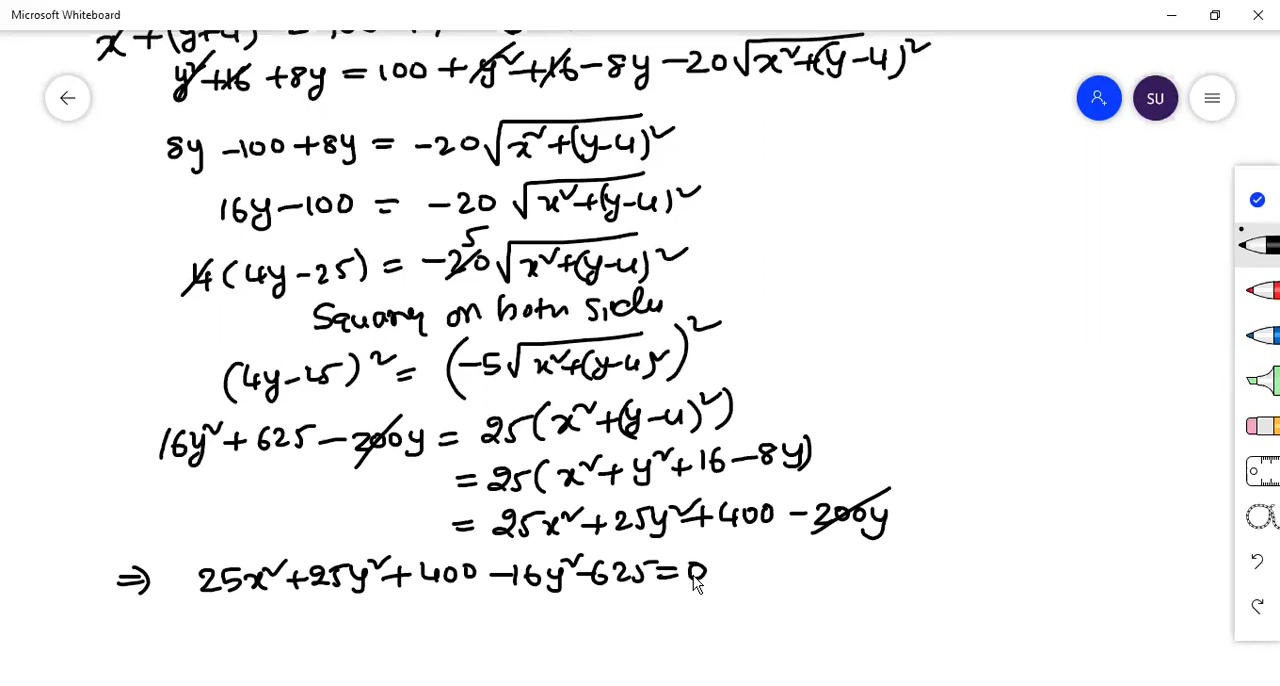 Microsoft Whiteboard
y² + 16 + 8y = 100 + y² + 16 - 8y - 20√x² + (y-4)²
SU
8y - 100 + 8y = -20√x² + (y-4)²
16y - 100 = -20 √x² + (y-4)²
5
4(4y - 25) = -20√x² + (y-4)²
Square on both side
(4y - 25)² = (-5√x² + (y-4)²)²
16y² + 625 - 200y = 25(x² + (y-4)²)
= 25(x² + y² + 16 - 8y)
= 25x² + 25y² + 400 - 200y
⇒ 25x² + 25y² + 400 - 16y² - 625 = 0